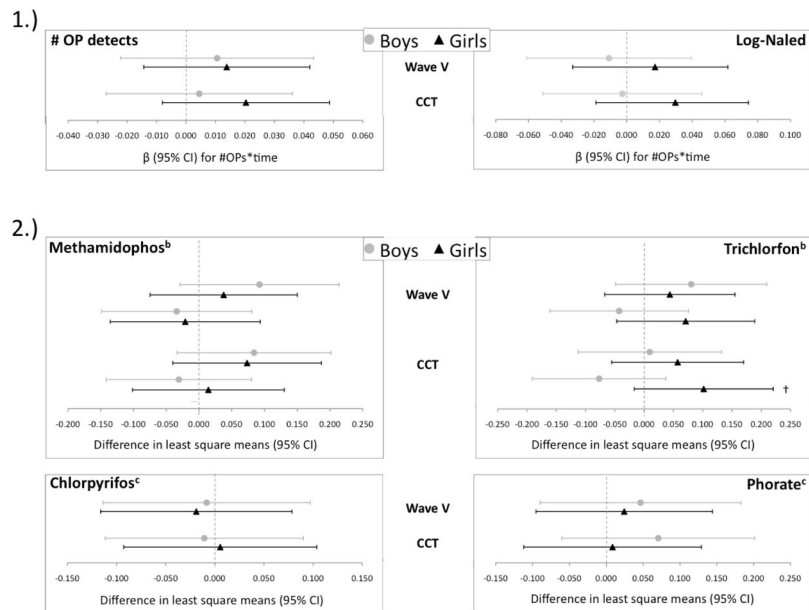 1.)
# OP detects
Boys Girls
Log-Naled
Wave V
CCT
-0.040 -0.030 -0.020 -0.010 0.000 0.010 0.020 0.030 0.040 0.050 0.060
β (95% CI) for #OPs*time
-0.080 -0.060 -0.040 -0.020 0.000 0.020 0.040 0.060 0.080 0.100
β (95% CI) for #OPs*time
2.)
Methamidophosᵇ
Boys Girls
Trichlorfonᵇ
Wave V
CCT
†
-0.200 -0.150 -0.100 -0.050 0.000 0.050 0.100 0.150 0.200 0.250
Difference in least square means (95% CI)
-0.250 -0.200 -0.150 -0.100 -0.050 0.000 0.050 0.100 0.150 0.200 0.250
Difference in least square means (95% CI)
Chlorpyrifosᶜ
Phorateᶜ
Wave V
CCT
-0.150 -0.100 -0.050 0.000 0.050 0.100 0.150
Difference in least square means (95% CI)
-0.150 -0.100 -0.050 0.000 0.050 0.100 0.150 0.200 0.250
Difference in least square means (95% CI)